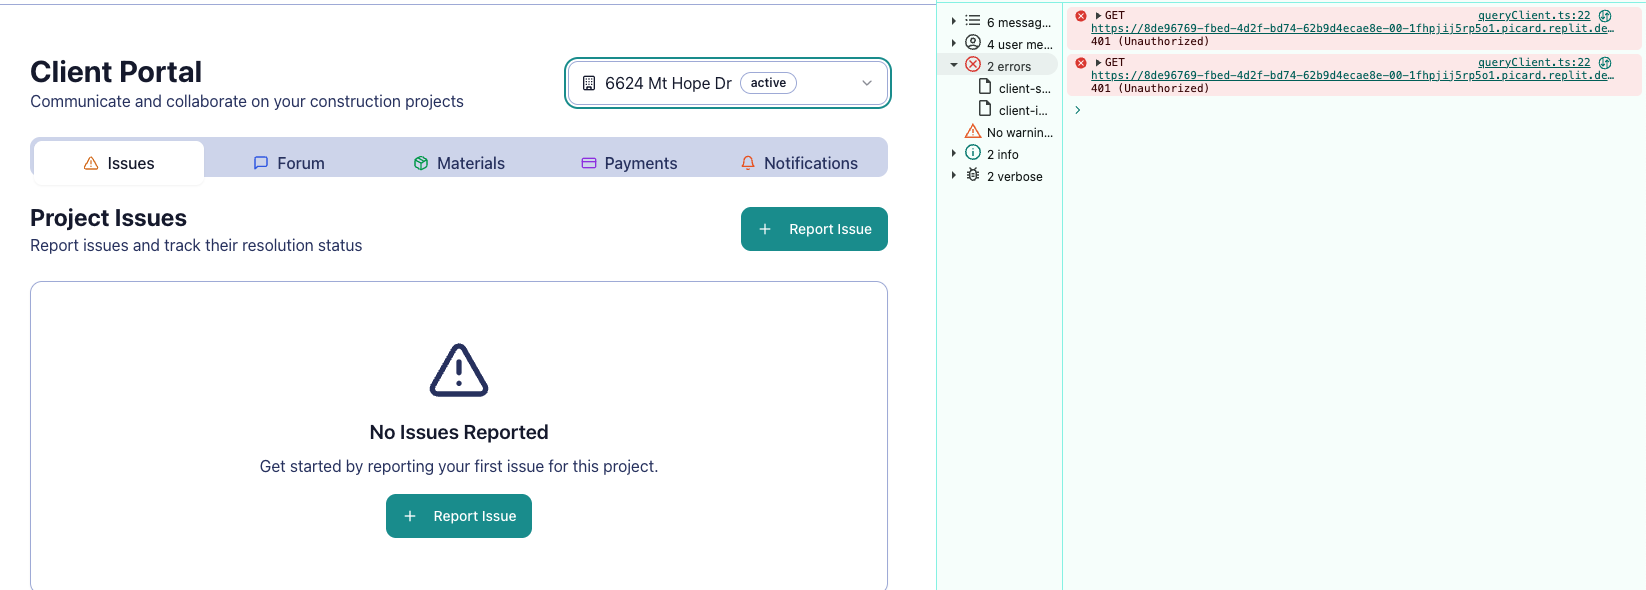 Client Portal
Communicate and collaborate on your construction projects
6624 Mt Hope Dr active
Issues Forum Materials Payments Notifications
Project Issues
Report issues and track their resolution status
+ Report Issue
No Issues Reported
Get started by reporting your first issue for this project.
+ Report Issue
6 messag...
4 user me...
2 errors
client-s...
client-i...
No warnin...
2 info
2 verbose
GET queryClient.ts:22
https://8de96769-fbed-4d2f-bd74-62b9d4ecae8e-00-1fhpjij5rp5o1.picard.replit.de…
401 (Unauthorized)
GET queryClient.ts:22
https://8de96769-fbed-4d2f-bd74-62b9d4ecae8e-00-1fhpjij5rp5o1.picard.replit.de…
401 (Unauthorized)